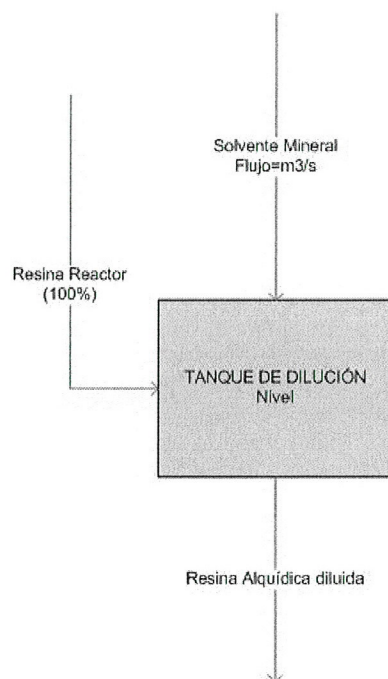 Solvente Mineral
Flujo=m3/s
Resina Reactor
(100%)
TANQUE DE DILUCIÓN
Nivel
Resina Alquídica diluida